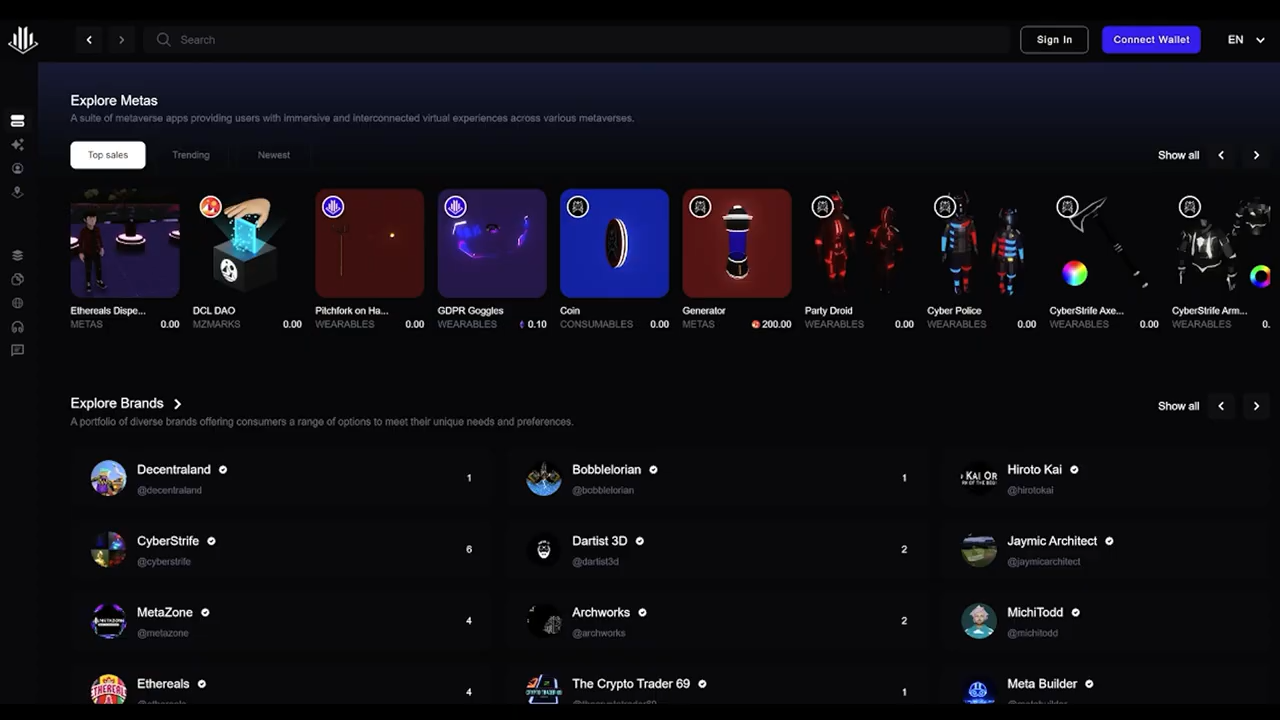 Search
Sign In
Connect Wallet
EN
Explore Metas
A suite of metaverse apps providing users with immersive and interconnected virtual experiences across various metaverses.
Top sales
Trending
Newest
Show all
Ethereals Dispe...
METAS 0.00
DCL DAO
MZMARKS 0.00
Pitchfork on Ha...
WEARABLES 0.00
GDPR Goggles
WEARABLES 0.10
Coin
CONSUMABLES 0.00
Generator
METAS 200.00
Party Droid
WEARABLES 0.00
Cyber Police
WEARABLES 0.00
CyberStrife Axe...
WEARABLES 0.00
CyberStrife Arm...
WEARABLES 0.
Explore Brands
Show all
A portfolio of diverse brands offering consumers a range of options to meet their unique needs and preferences.
Decentraland
@decentraland
1
Bobblelorian
@bobblelorian
1
Hiroto Kai
@hirotokai
CyberStrife
@cyberstrife
6
Dartist 3D
@dartist3d
2
Jaymic Architect
@jaymicarchitect
MetaZone
@metazone
4
Archworks
@archworks
2
MichiTodd
@michitodd
Ethereals
4
The Crypto Trader 69
1
Meta Builder